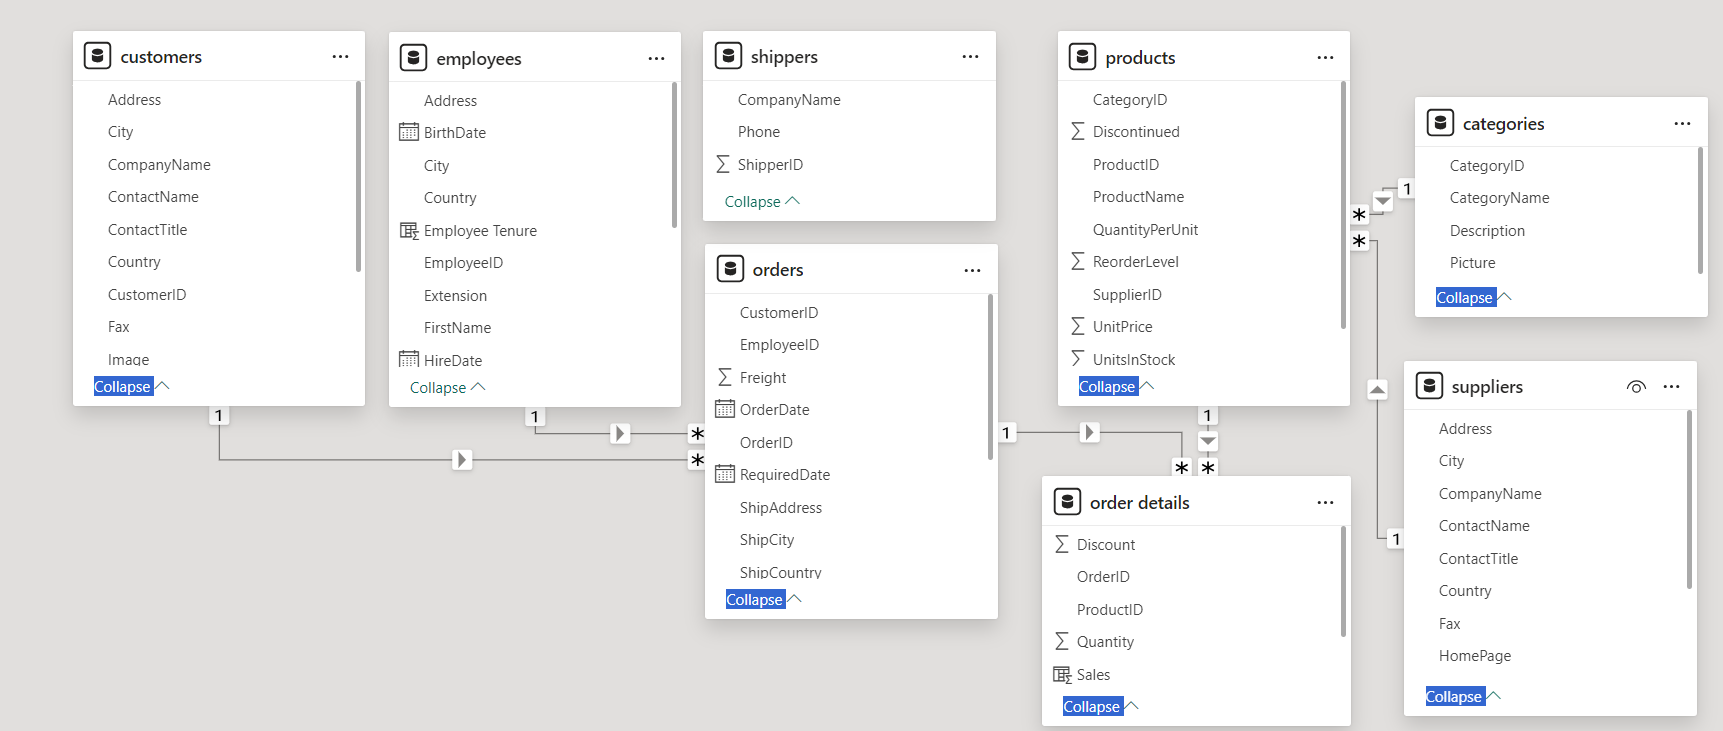 customers
Address
City
CompanyName
ContactName
ContactTitle
Country
CustomerID
Fax
Image
Collapse
1
employees
Address
BirthDate
City
Country
Employee Tenure
EmployeeID
Extension
FirstName
HireDate
Collapse
1
shippers
CompanyName
Phone
ShipperID
Collapse
orders
CustomerID
EmployeeID
Freight
OrderDate
OrderID
RequiredDate
ShipAddress
ShipCity
ShipCountry
Collapse
*
*
1
products
CategoryID
Discontinued
ProductID
ProductName
QuantityPerUnit
ReorderLevel
SupplierID
UnitPrice
UnitsInStock
Collapse
*
*
1
order details
Discount
OrderID
ProductID
Quantity
Sales
Collapse
*
*
categories
CategoryID
CategoryName
Description
Picture
Collapse
1
suppliers
Address
City
CompanyName
ContactName
ContactTitle
Country
Fax
HomePage
Collapse
1